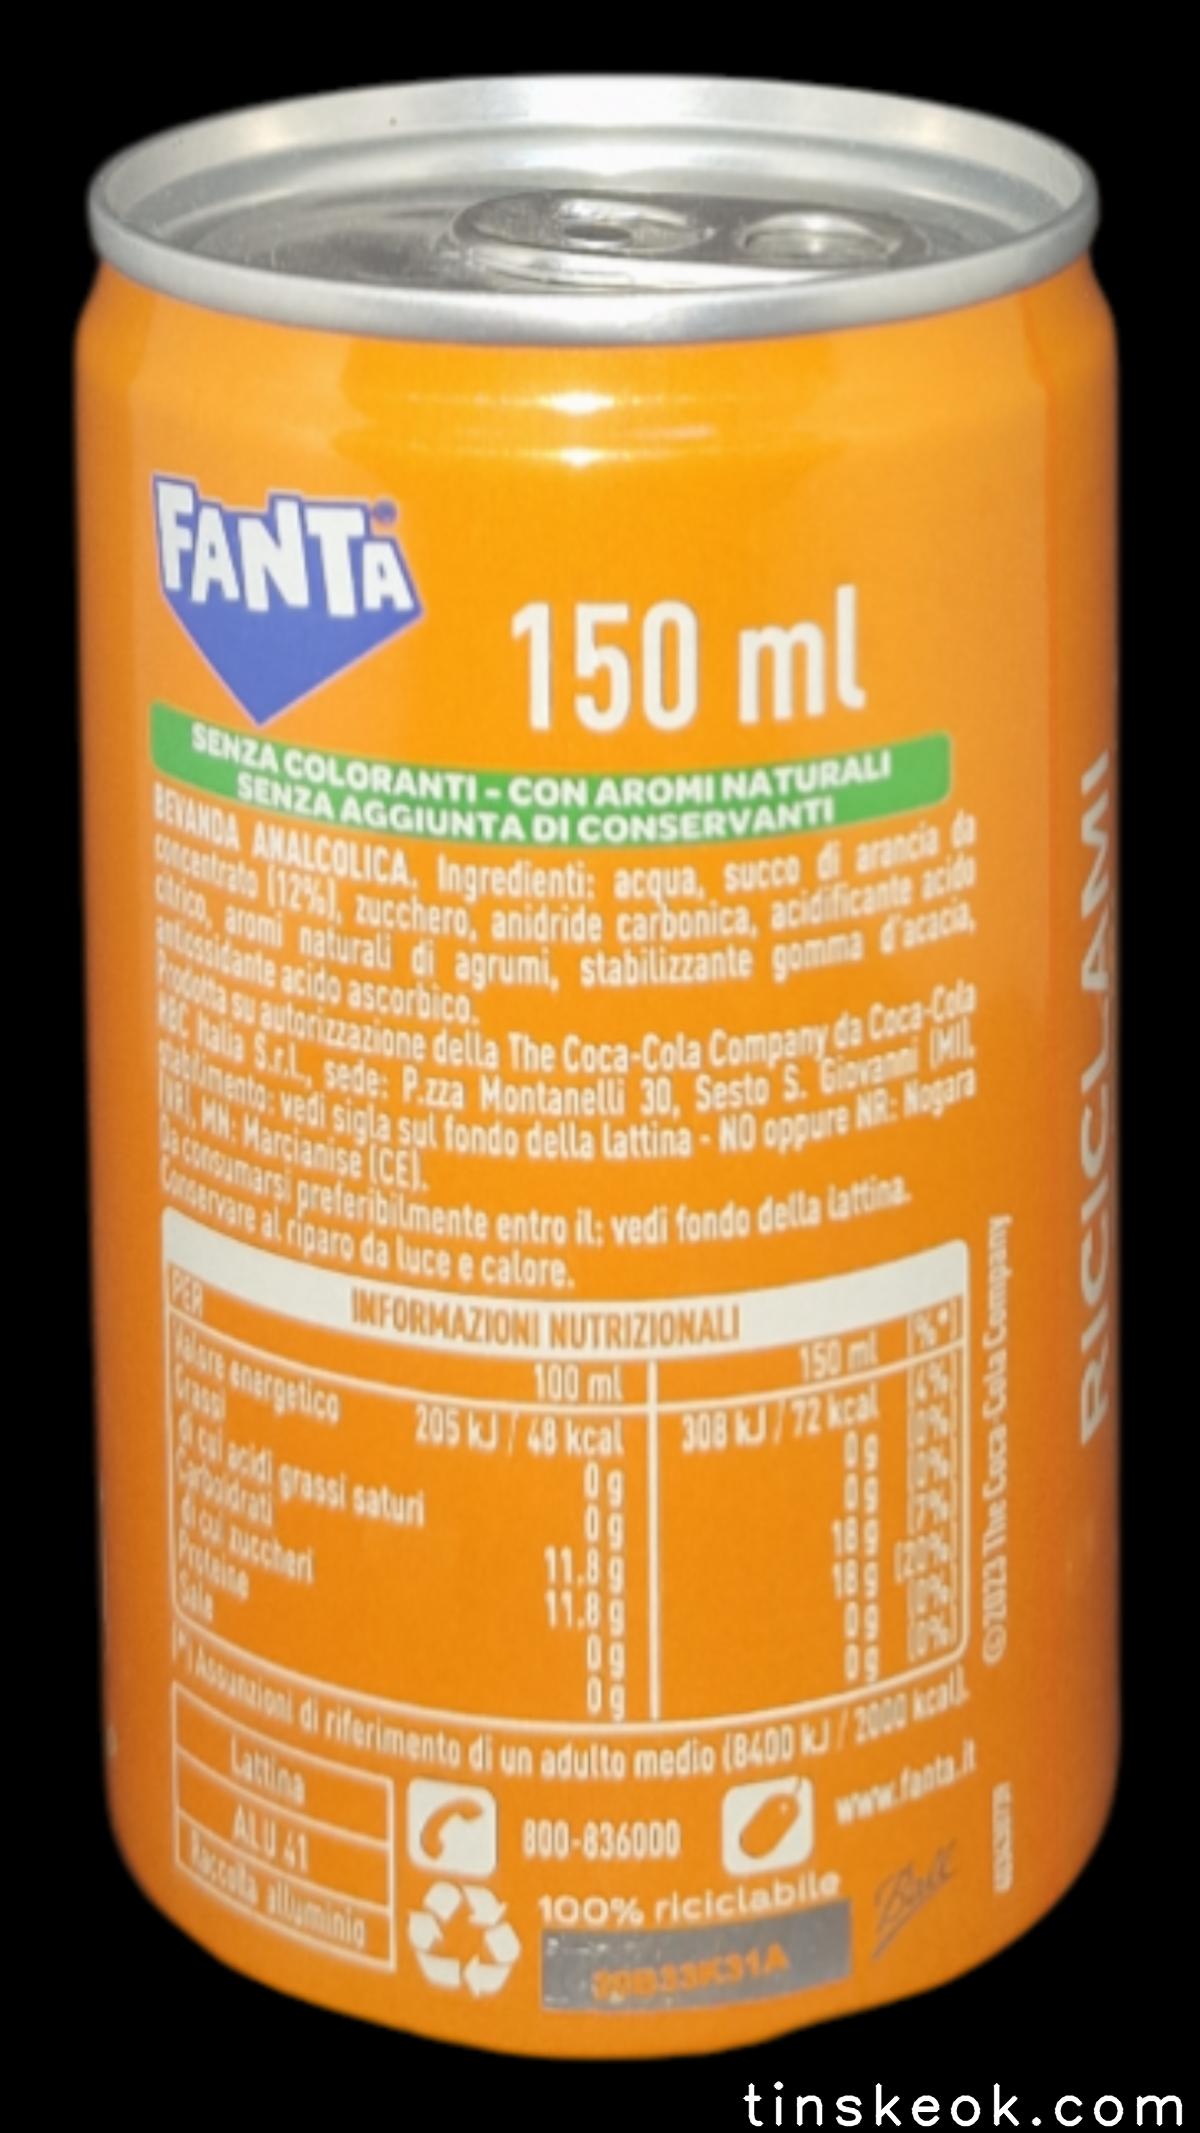 FANTA
150 ml
SENZA COLORANTI - CON AROMI NATURALI
SENZA AGGIUNTA DI CONSERVANTI
BEVANDA ANALCOLICA. Ingredienti: acqua, succo di arancia da
concentrato (12%), zucchero, anidride carbonica, acidificante acido
citrico, aromi naturali di agrumi, stabilizzante gomma d'acacia,
antiossidante acido ascorbico.
Prodotta su autorizzazione della The Coca-Cola Company da Coca-Cola
HBC Italia S.r.l., sede: P.zza Montanelli 30, Sesto S. Giovanni (MI),
stabilimento: vedi sigla sul fondo della lattina - NO oppure NR: Nogara
(VR), MN: Marcianise (CE).
Da consumarsi preferibilmente entro il: vedi fondo della lattina.
Conservare al riparo da luce e calore.
INFORMAZIONI NUTRIZIONALI
PER 100 ml 150 ml (%*)
Valore energetico 205 kJ / 48 kcal 308 kJ / 72 kcal (4%)
Grassi 0 g 0 g (0%)
di cui acidi grassi saturi 0 g 0 g (0%)
Carboidrati 11.8 g 18 g (7%)
di cui zuccheri 11.8 g 18 g (20%)
Proteine 0 g 0 g (0%)
Sale 0 g 0 g (0%)
(*) Assunzioni di riferimento di un adulto medio (8400 kJ / 2000 kcal).
Lattina
ALU 41
Raccolta alluminio
800-836000
www.fanta.it
100% riciclabile
Ball
©2023 The Coca-Cola Company
RICICLAMI
tinskeok.com